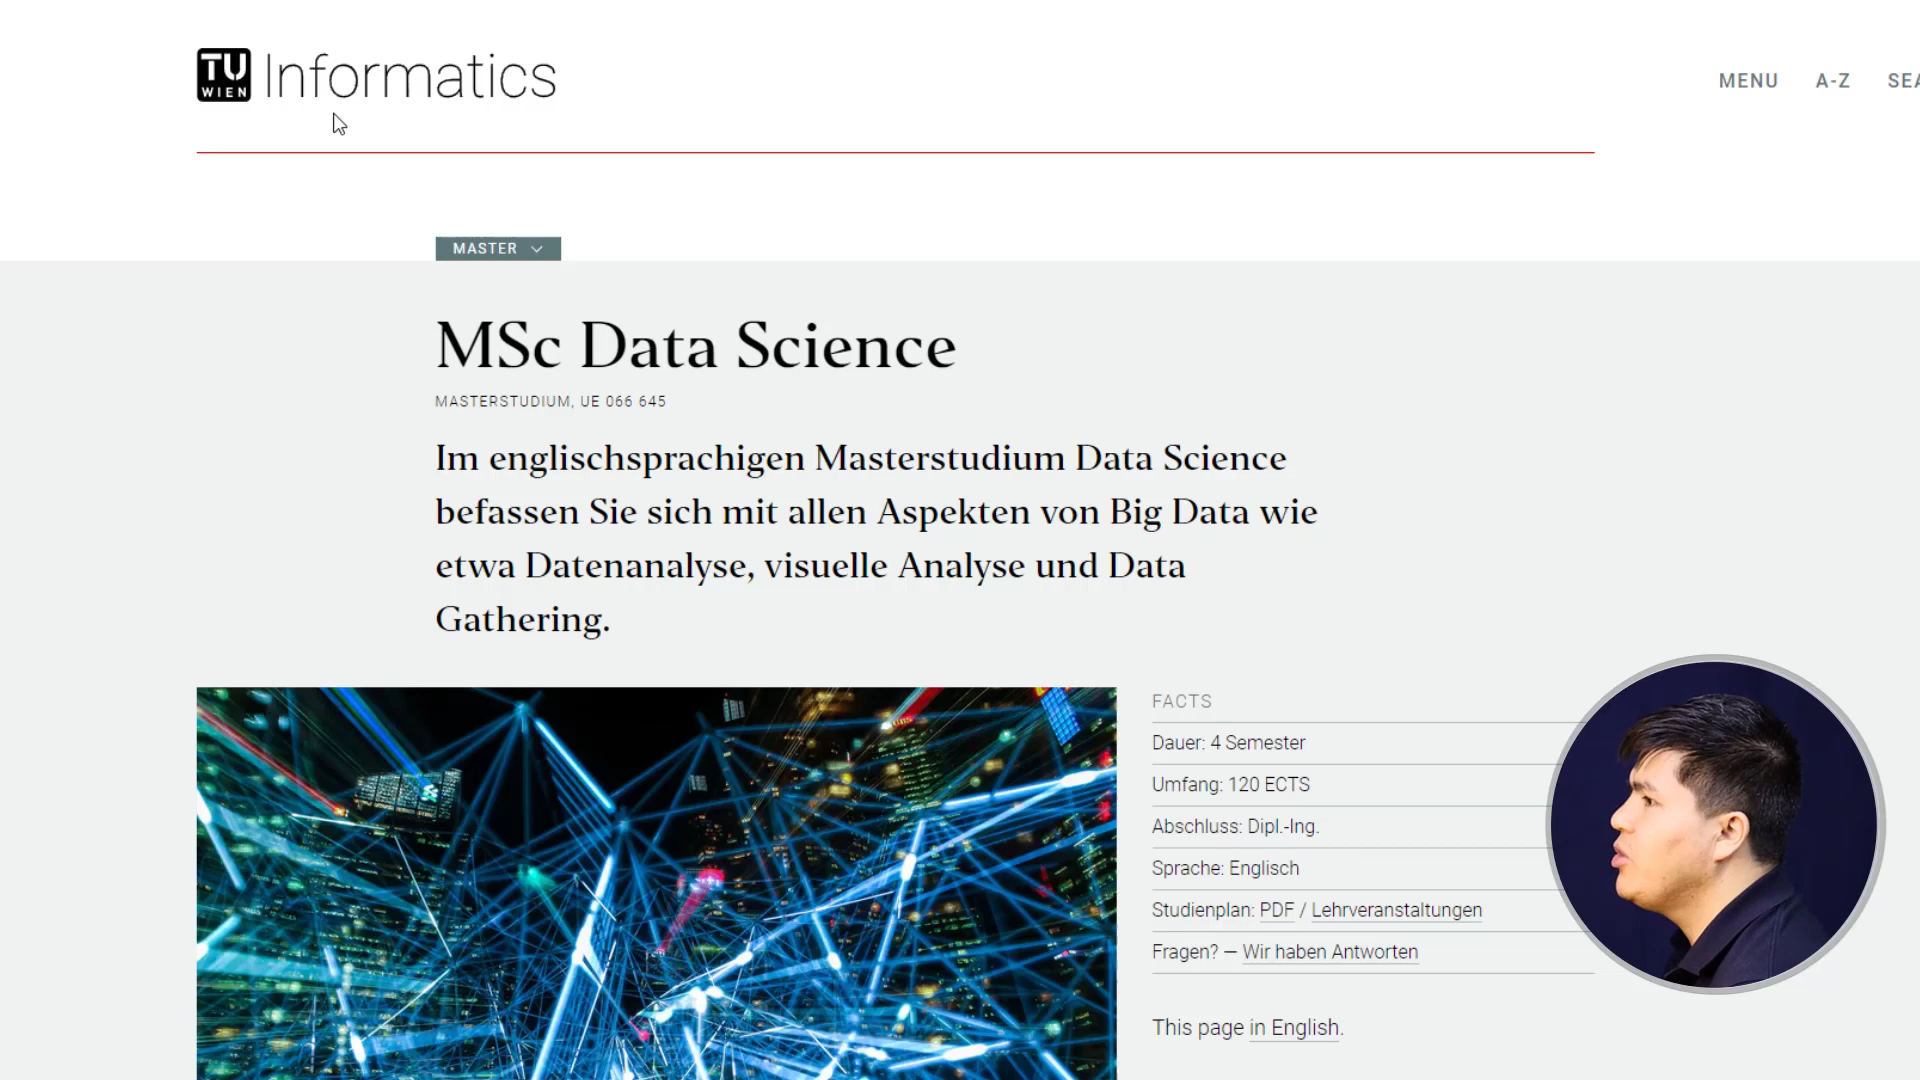 TU
WIEN
Informatics
MENU
A-Z
MASTER
MSc Data Science
MASTERSTUDIUM, UE 066 645
Im englischsprachigen Masterstudium Data Science
befassen Sie sich mit allen Aspekten von Big Data wie
etwa Datenanalyse, visuelle Analyse und Data
Gathering.
FACTS
Dauer: 4 Semester
Umfang: 120 ECTS
Abschluss: Dipl.-Ing.
Sprache: Englisch
Studienplan: PDF / Lehrveranstaltungen
Fragen? — Wir haben Antworten
This page in English.